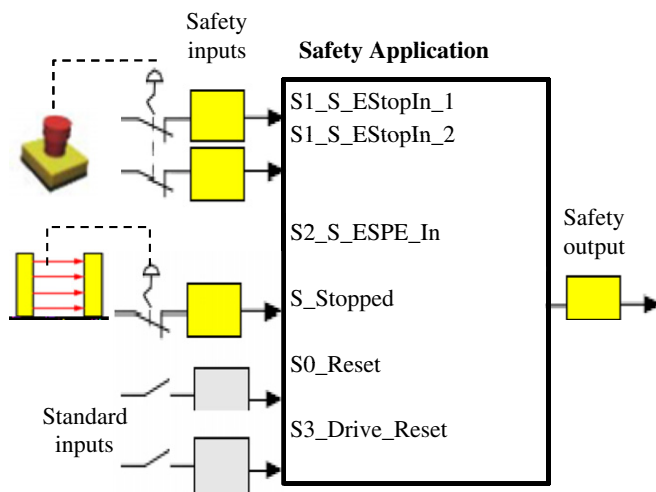 Safety
inputs
Safety Application
S1_S_EStopIn_1
S1_S_EStopIn_2
S2_S_ESPE_In
Safety
output
S_Stopped
S0_Reset
Standard
inputs
S3_Drive_Reset